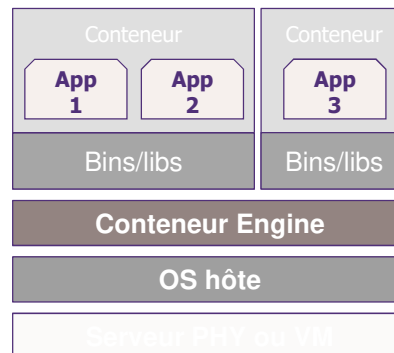 Conteneur
Conteneur
App
1
App
2
App
3
Bins/libs
Bins/libs
Conteneur Engine
OS hôte
Serveur PHY ou VM